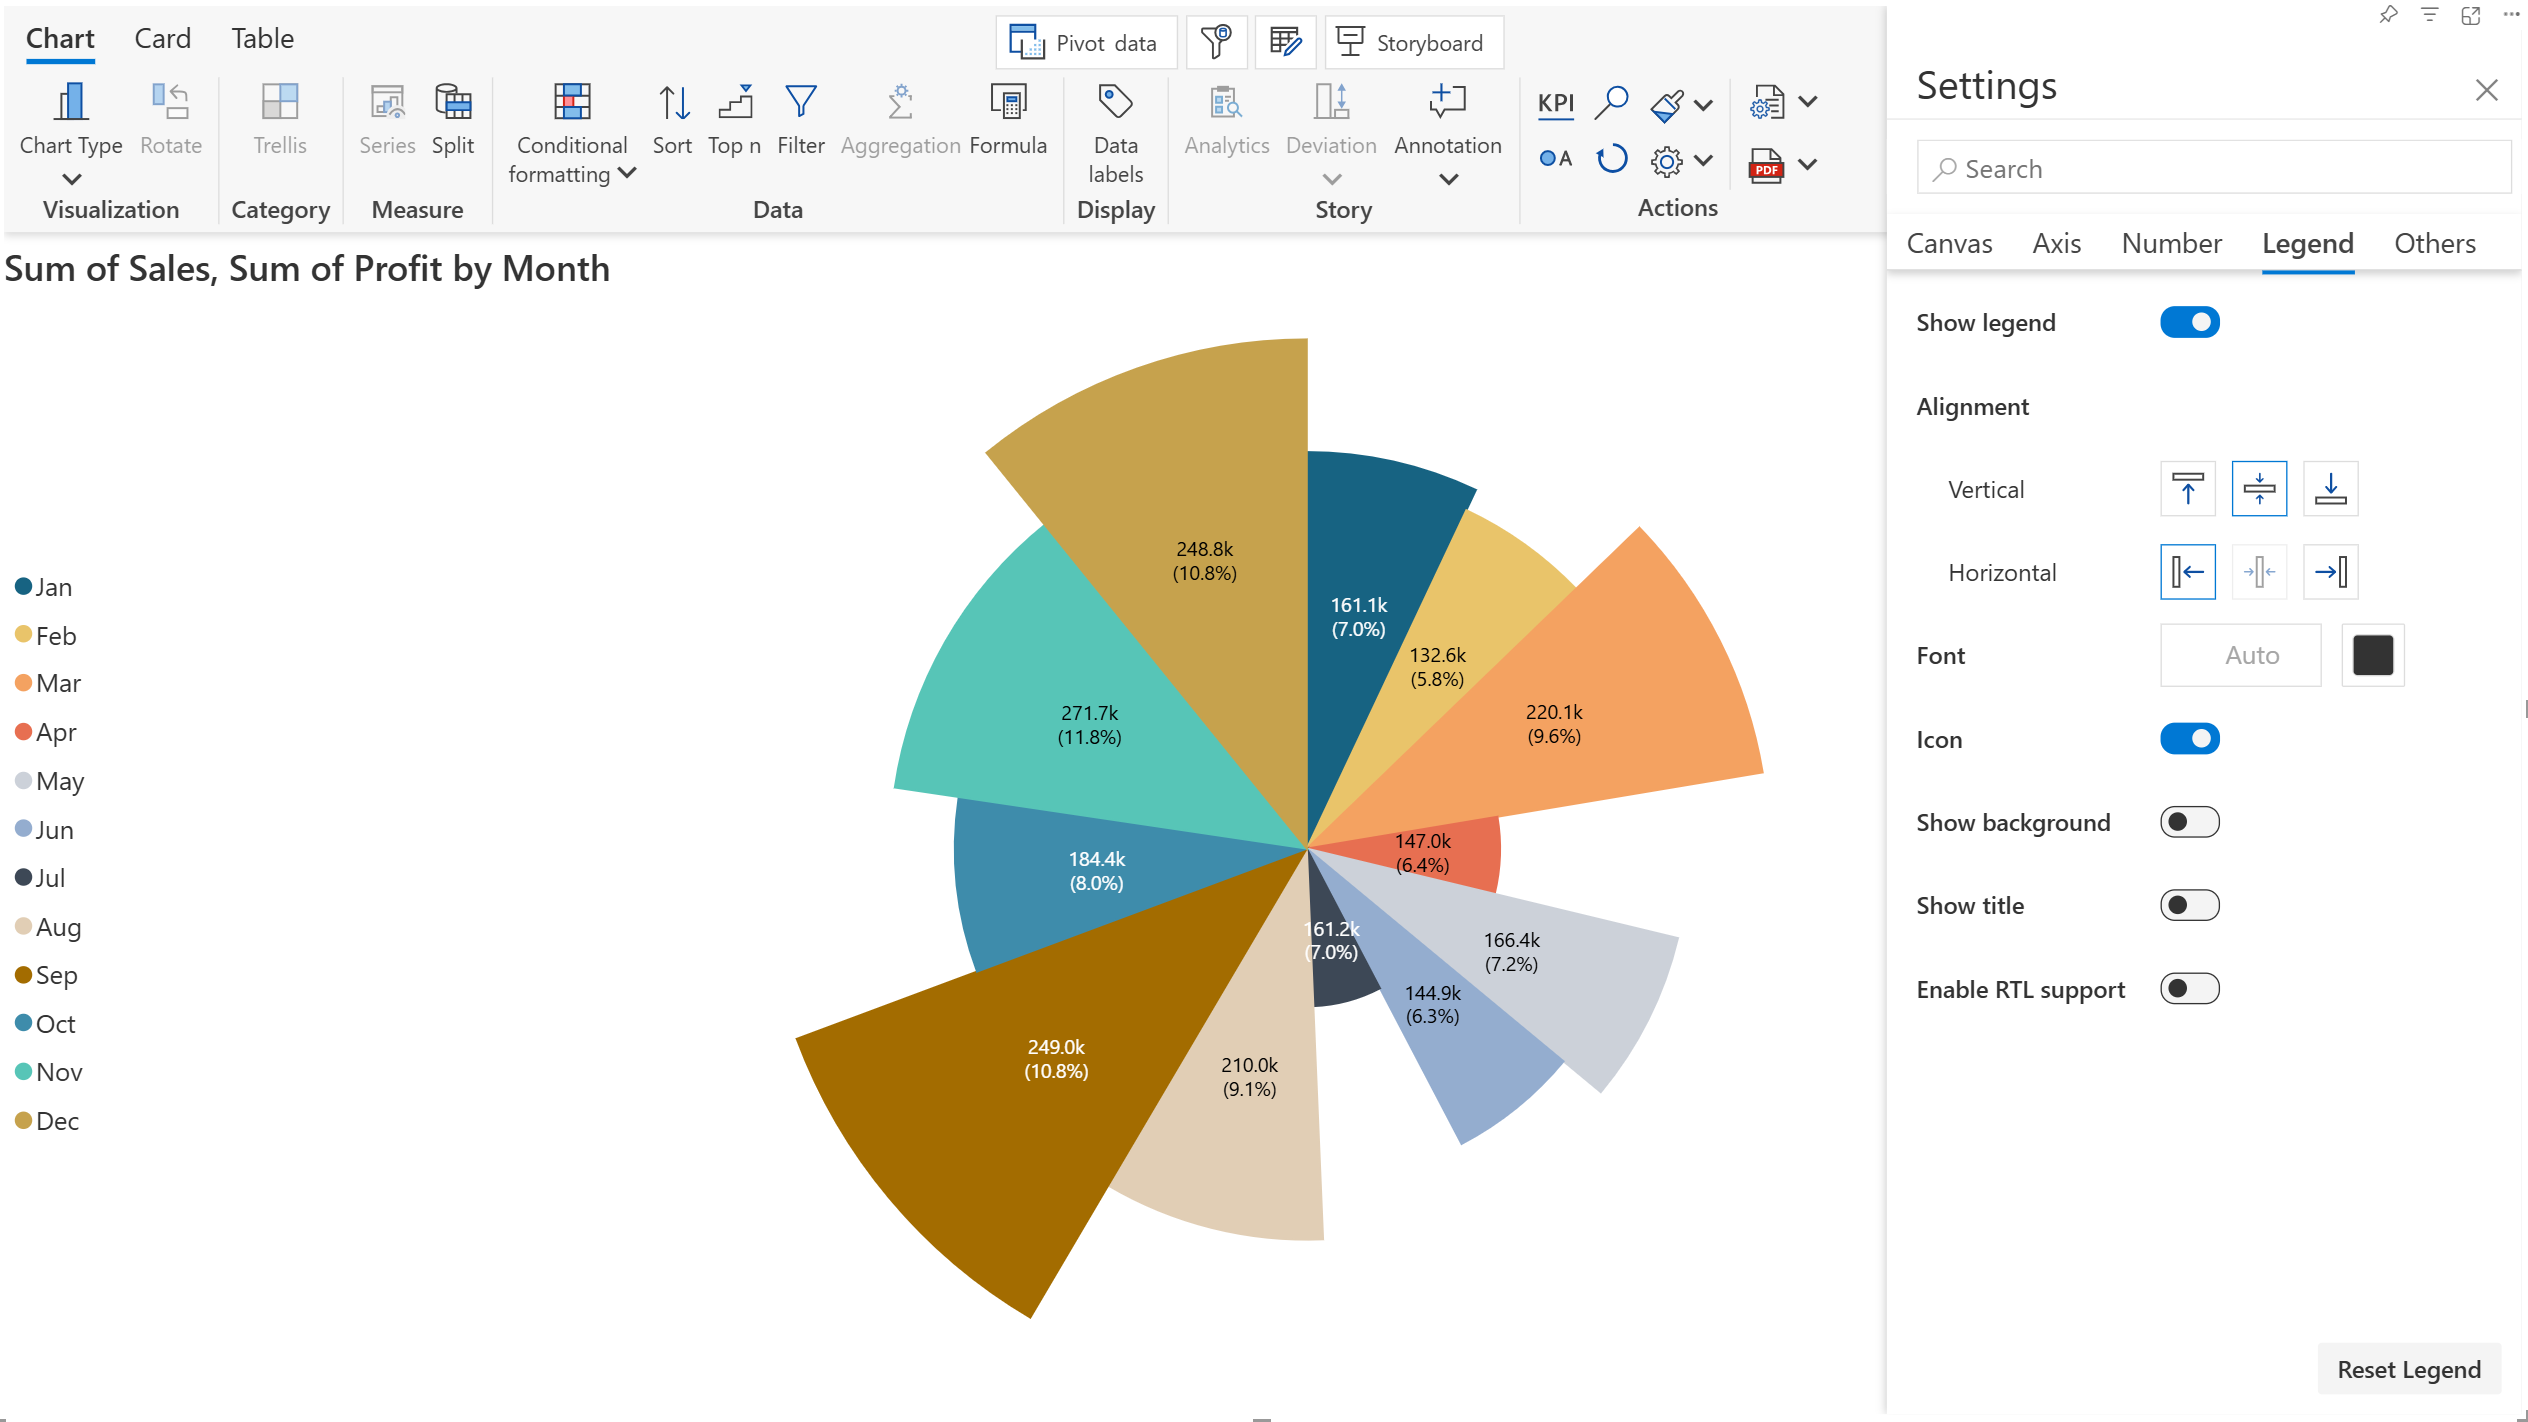 Chart Card Table
Pivot data
Storyboard
Chart Type
Rotate
Trellis
Series
Split
Conditional
formatting
Sort
Top n
Filter
Aggregation
Formula
Data
labels
Analytics
Deviation
Annotation
KPI
A
PDF
Visualization
Category
Measure
Data
Display
Story
Actions
Sum of Sales, Sum of Profit by Month
Jan
Feb
Mar
Apr
May
Jun
Jul
Aug
Sep
Oct
Nov
Dec
248.8k
(10.8%)
161.1k
(7.0%)
132.6k
(5.8%)
220.1k
(9.6%)
271.7k
(11.8%)
147.0k
(6.4%)
184.4k
(8.0%)
161.2k
(7.0%)
166.4k
(7.2%)
144.9k
(6.3%)
249.0k
(10.8%)
210.0k
(9.1%)
Settings
Search
Canvas Axis Number Legend Others
Show legend
Alignment
Vertical
Horizontal
Font
Auto
Icon
Show background
Show title
Enable RTL support
Reset Legend